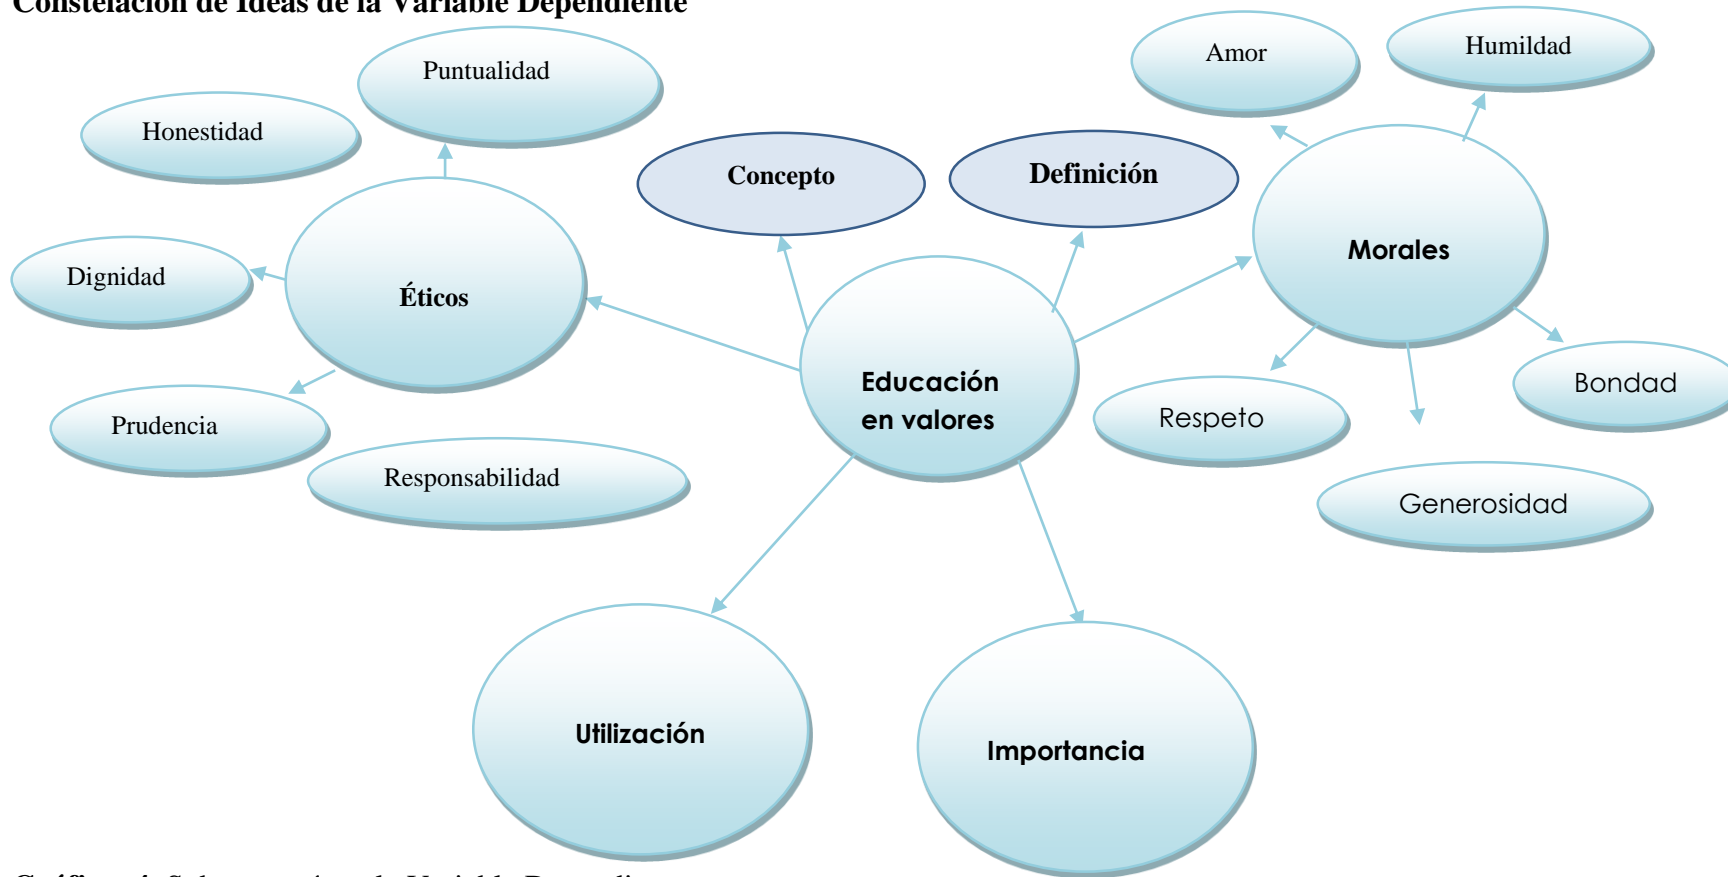 Constelación de Ideas de la Variable Dependiente
Puntualidad
Amor
Humildad
Honestidad
Concepto
Definición
Morales
Dignidad
Éticos
Educación
en valores
Bondad
Respeto
Prudencia
Responsabilidad
Generosidad
Utilización
Importancia